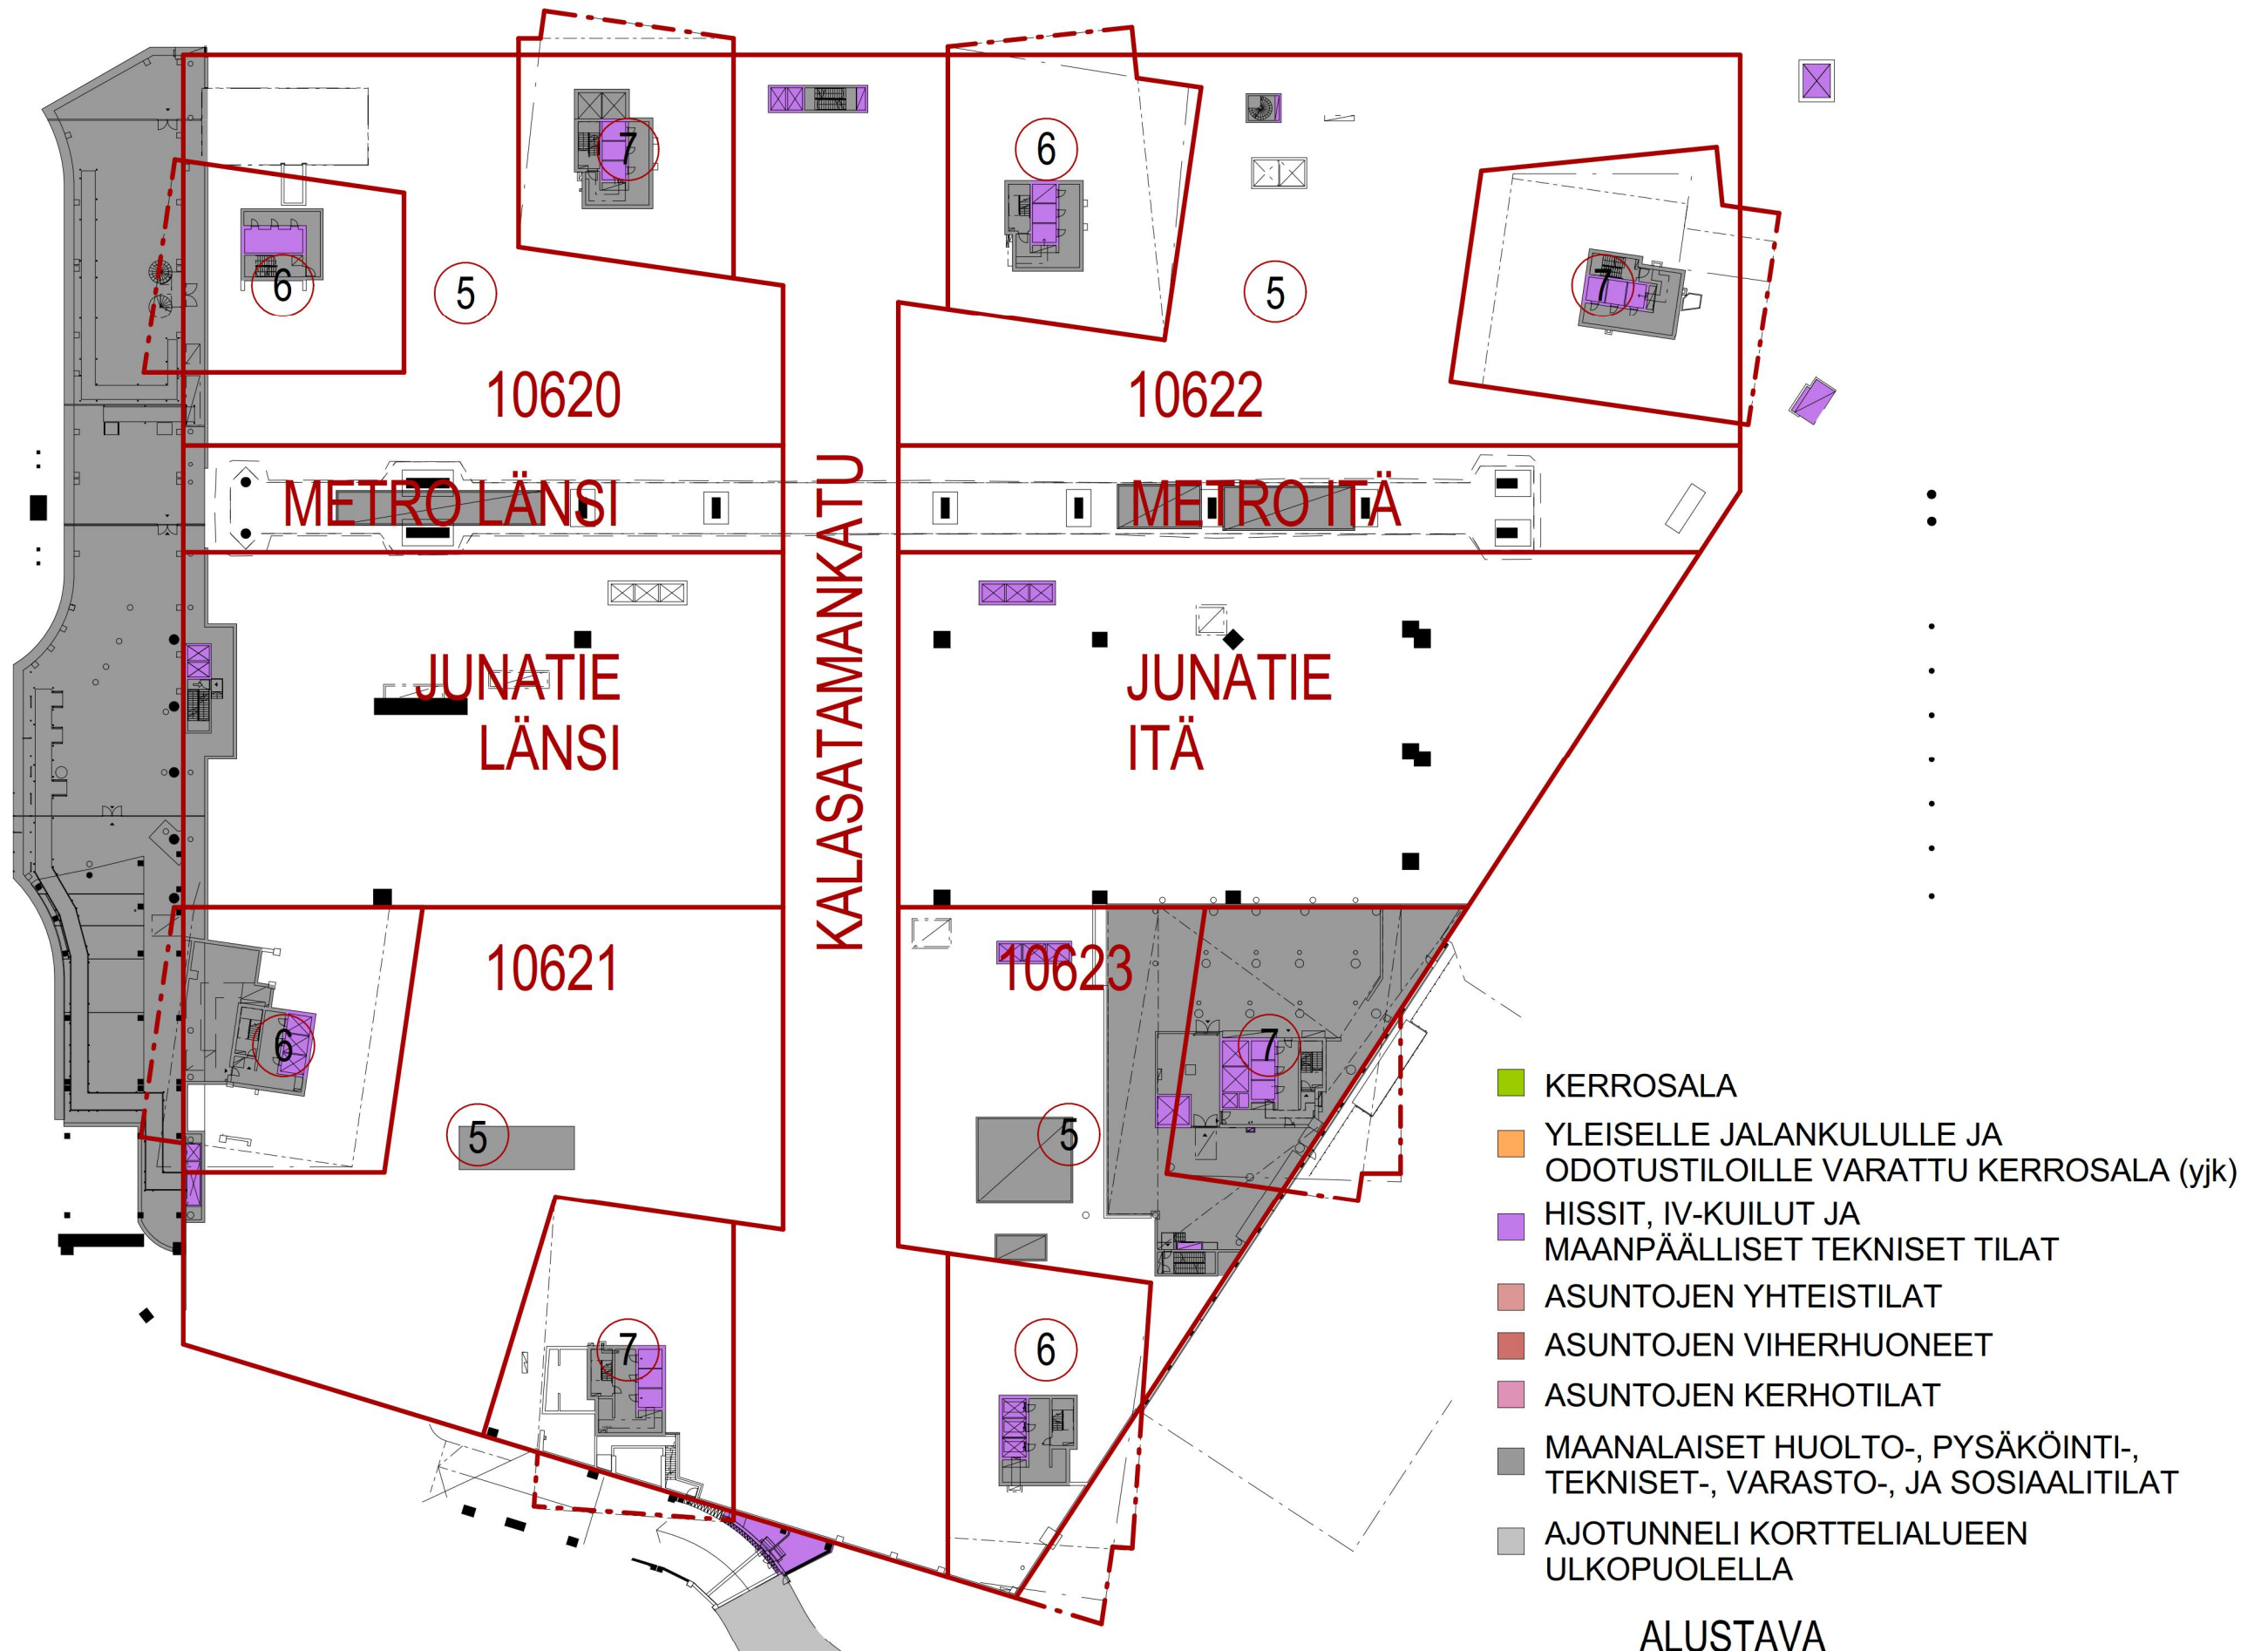 7
6
6
5
5
7
10620
10622
METRO LÄNSI
METRO ITÄ
KALASATAMANKATU
JUNATIE
LÄNSI
JUNATIE
ITÄ
10621
10623
6
7
5
5
7
6
KERROSALA
YLEISELLE JALANKULULLE JA
ODOTUSTILOILLE VARATTU KERROSALA (yjk)
HISSIT, IV-KUILUT JA
MAANPÄÄLLISET TEKNISET TILAT
ASUNTOJEN YHTEISTILAT
ASUNTOJEN VIHERHUONEET
ASUNTOJEN KERHOTILAT
MAANALAISET HUOLTO-, PYSÄKÖINTI-,
TEKNISET-, VARASTO-, JA SOSIAALITILAT
AJOTUNNELI KORTTELIALUEEN
ULKOPUOLELLA
ALUSTAVA